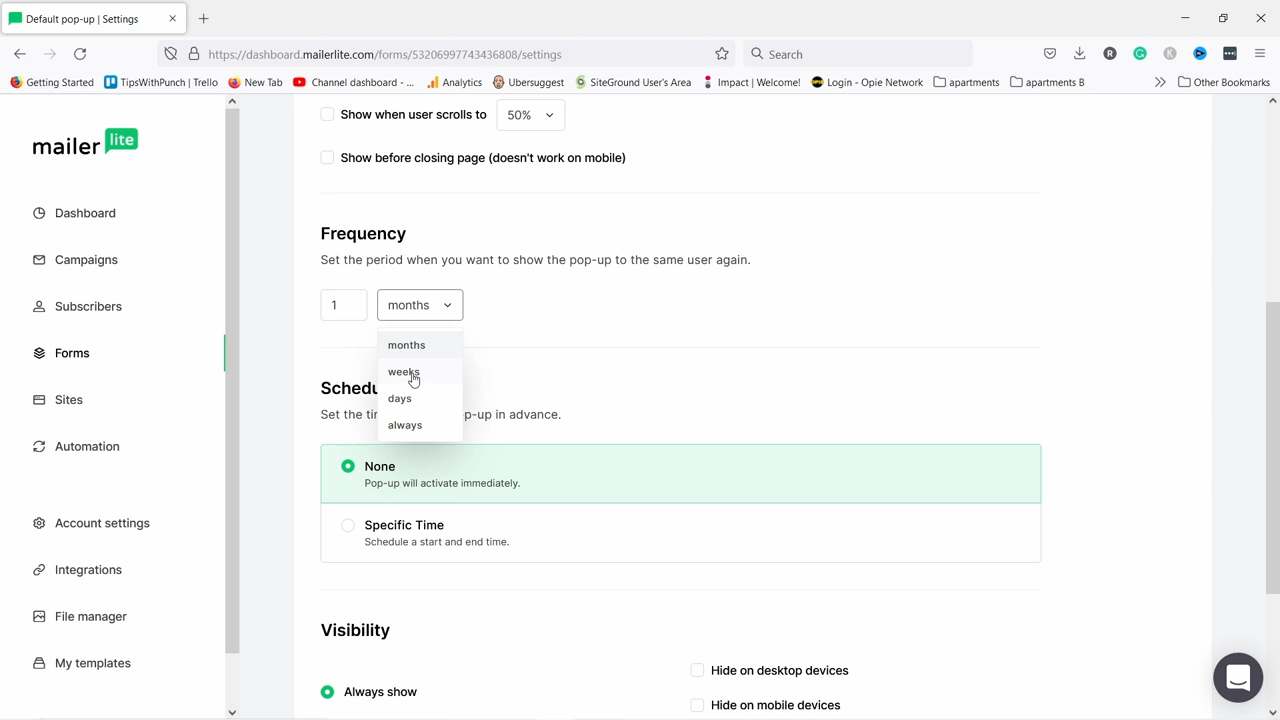 Default pop-up | Settings
https://dashboard.mailerlite.com/forms/53206997743436808/settings
Search
R
K
Getting Started
TipsWithPunch | Trello
New Tab
Channel dashboard - ...
Analytics
Ubersuggest
SiteGround User's Area
Impact | Welcome!
Login - Opie Network
apartments
apartments B
Other Bookmarks
mailer lite
Dashboard
Campaigns
Subscribers
Forms
Sites
Automation
Account settings
Integrations
File manager
My templates
Show when user scrolls to
50%
Show before closing page (doesn't work on mobile)
Frequency
Set the period when you want to show the pop-up to the same user again.
1
months
months
weeks
days
always
Schedu
Set the ti p-up in advance.
None
Pop-up will activate immediately.
Specific Time
Schedule a start and end time.
Visibility
Always show
Hide on desktop devices
Hide on mobile devices